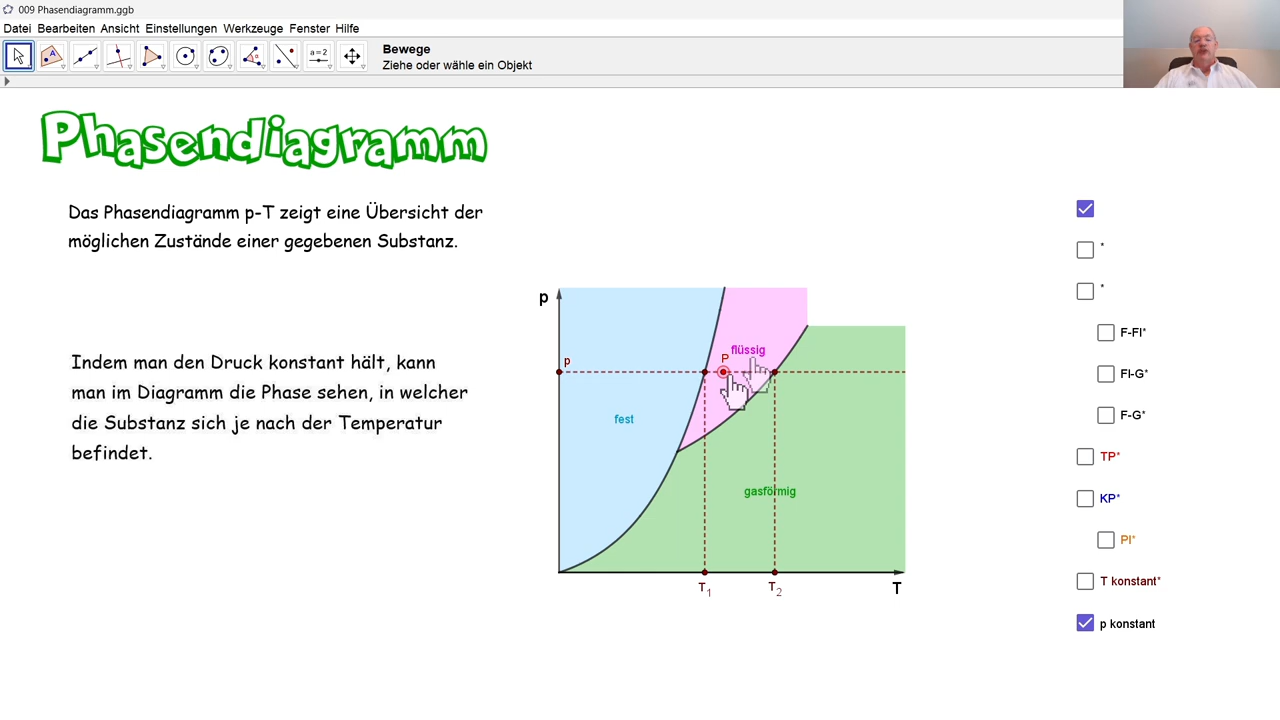 009 Phasendiagramm.ggb
Datei Bearbeiten Ansicht Einstellungen Werkzeuge Fenster Hilfe
A
a=2
Bewege
Ziehe oder wähle ein Objekt
Phasendiagramm
Das Phasendiagramm p-T zeigt eine Übersicht der
möglichen Zustände einer gegebenen Substanz.
Indem man den Druck konstant hält, kann
man im Diagramm die Phase sehen, in welcher
die Substanz sich je nach der Temperatur
befindet.
p
flüssig
p
P
fest
gasförmig
T1
T2
T
*
*
F-Fl*
Fl-G*
F-G*
TP*
KP*
Pl*
T konstant*
p konstant